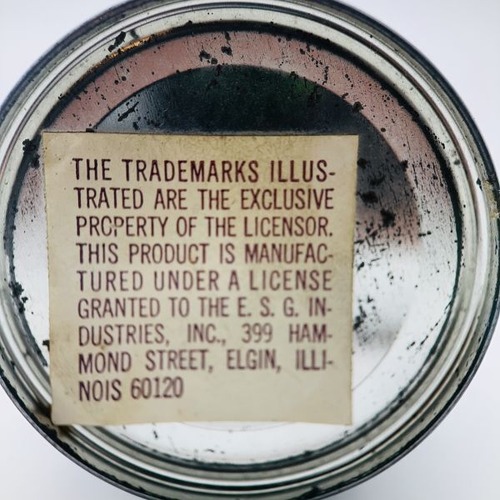 THE TRADEMARKS ILLUS-
TRATED ARE THE EXCLUSIVE
PROPERTY OF THE LICENSOR.
THIS PRODUCT IS MANUFAC-
TURED UNDER A LICENSE
GRANTED TO THE E. S. G. IN-
DUSTRIES, INC., 399 HAM-
MOND STREET, ELGIN, ILLI-
NOIS 60120